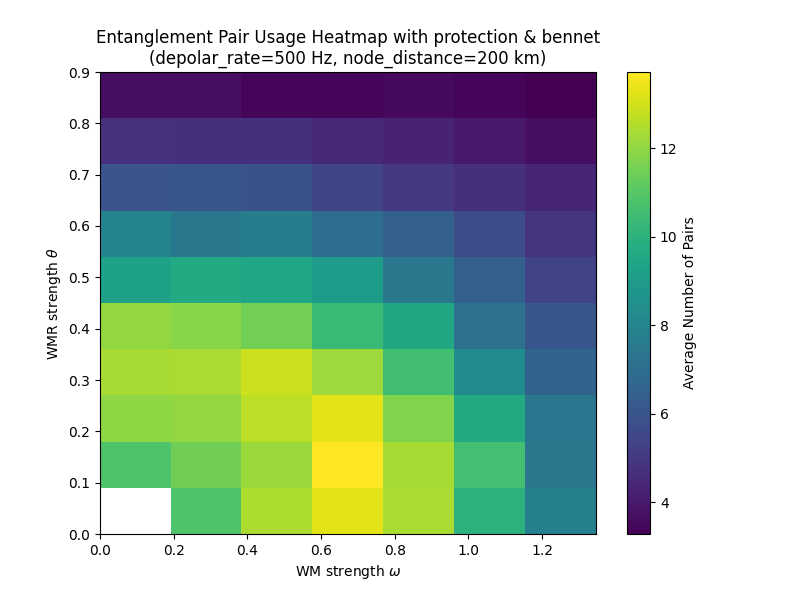 Entanglement Pair Usage Heatmap with protection & bennet
(depolar_rate=500 Hz, node_distance=200 km)
0.9
0.8
0.7
0.6
0.5
0.4
0.3
0.2
0.1
0.0
WMR strength θ
0.0 0.2 0.4 0.6 0.8 1.0 1.2
WM strength ω
12
10
8
6
4
Average Number of Pairs